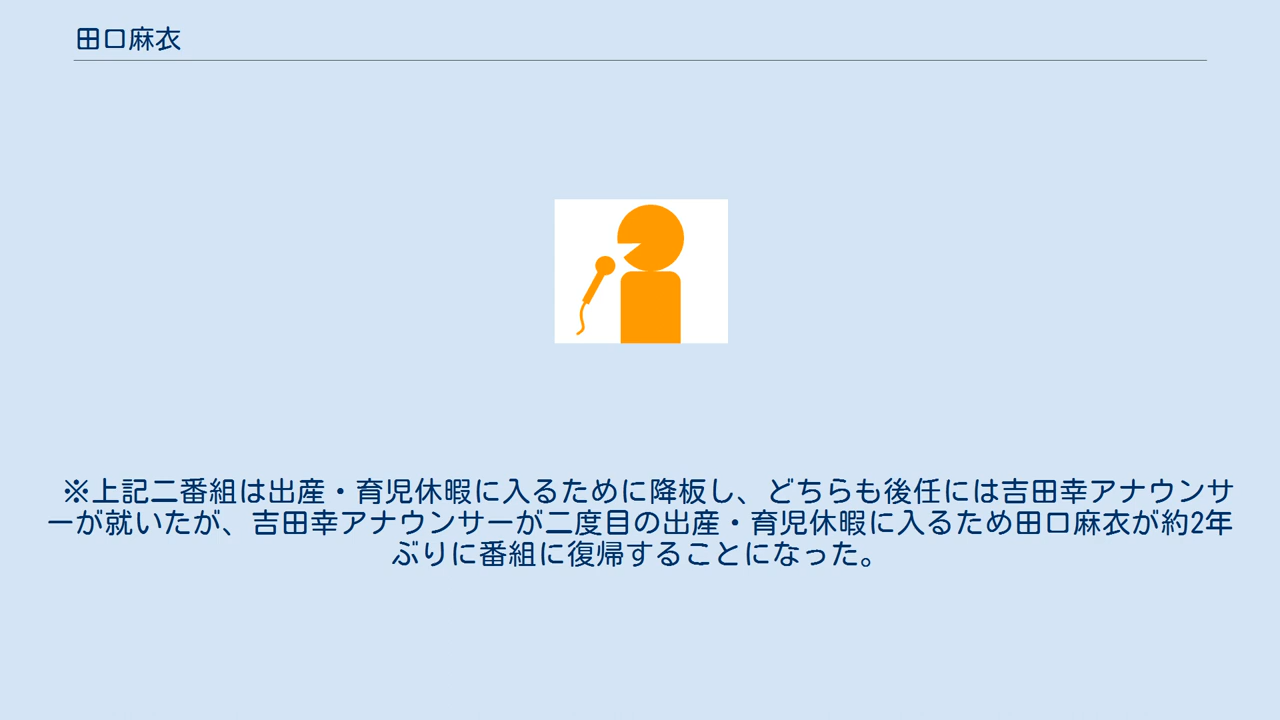 田口麻衣
※上記二番組は出産・育児休暇に入るために降板し、どちらも後任には吉田幸アナウンサ
ーが就いたが、吉田幸アナウンサーが二度目の出産・育児休暇に入るため田口麻衣が約2年
ぶりに番組に復帰することになった。